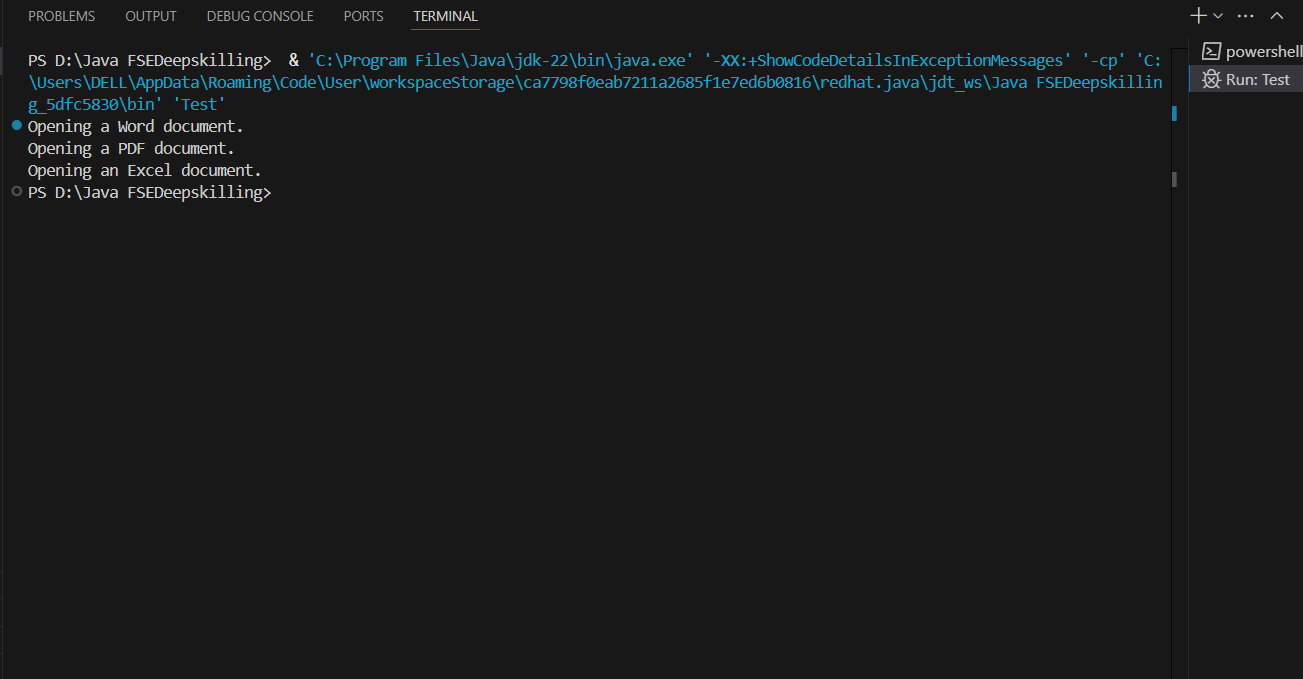 PROBLEMS OUTPUT DEBUG CONSOLE PORTS TERMINAL
PS D:\Java FSEDeepskilling>  & 'C:\Program Files\Java\jdk-22\bin\java.exe' '-XX:+ShowCodeDetailsInExceptionMessages' '-cp' 'C:
\Users\DELL\AppData\Roaming\Code\User\workspaceStorage\ca7798f0eab7211a2685f1e7ed6b0816\redhat.java\jdt_ws\Java FSEDeepskillin
g_5dfc5830\bin' 'Test'
Opening a Word document.
Opening a PDF document.
Opening an Excel document.
PS D:\Java FSEDeepskilling>
powershell
Run: Test